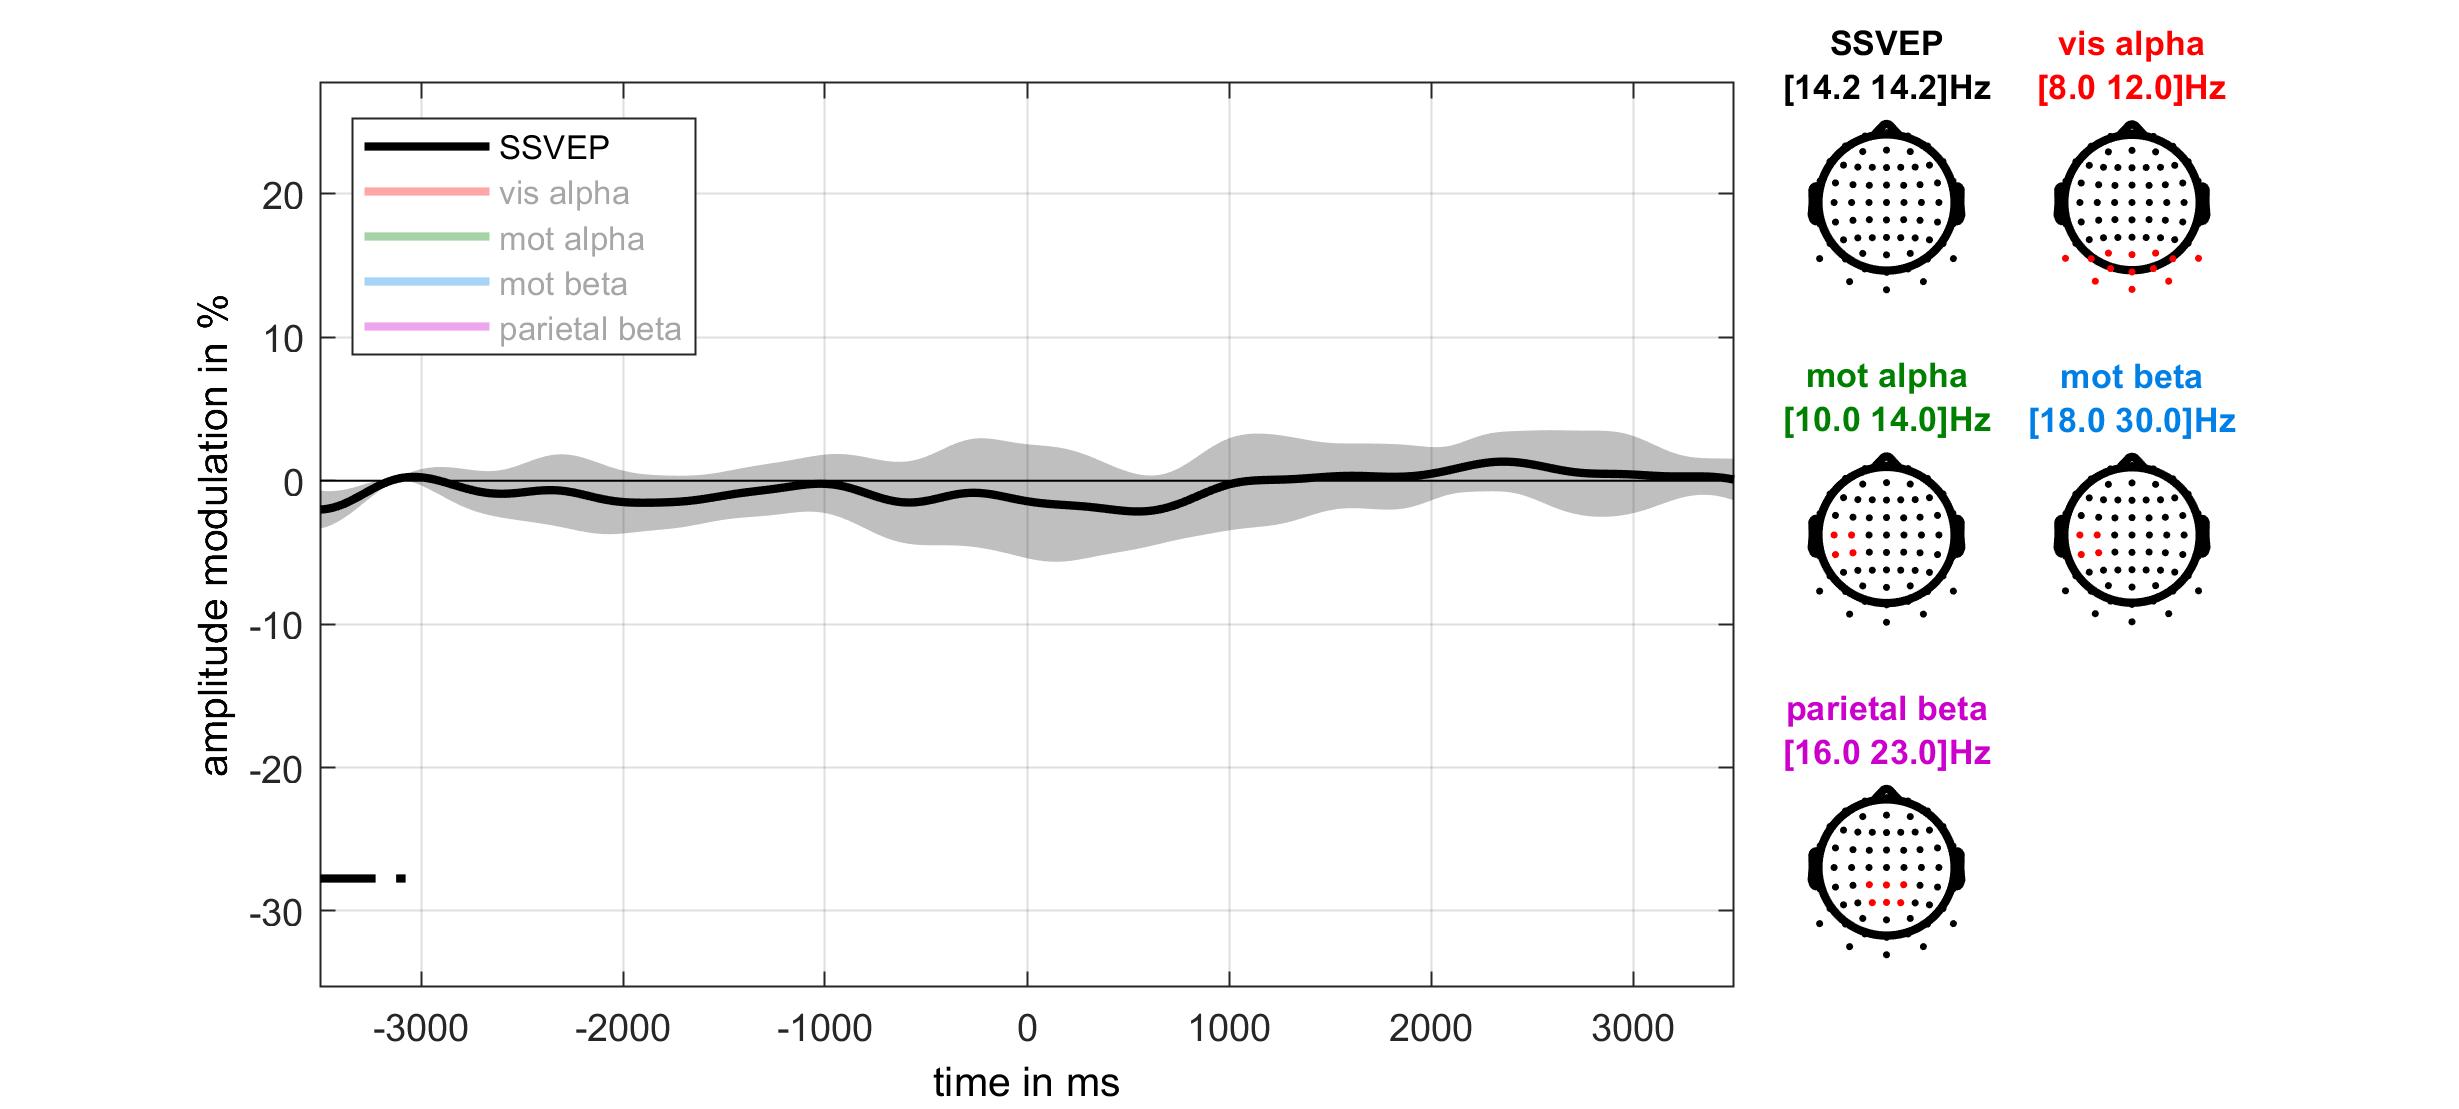 SSVEP
[14.2 14.2]Hz
vis alpha
[8.0 12.0]Hz
SSVEP
vis alpha
mot alpha
mot beta
parietal beta
20
10
0
-10
-20
-30
amplitude modulation in %
-3000 -2000 -1000 0 1000 2000 3000
time in ms
mot alpha
[10.0 14.0]Hz
mot beta
[18.0 30.0]Hz
parietal beta
[16.0 23.0]Hz